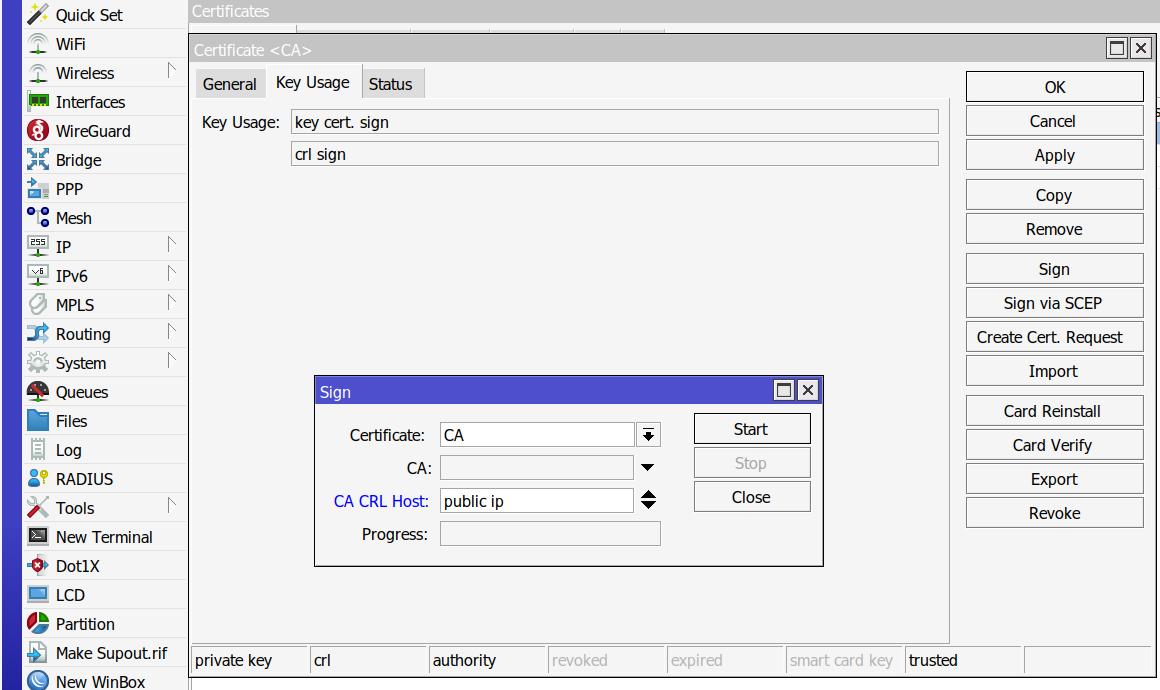 Quick Set
WiFi
Wireless
Interfaces
WireGuard
Bridge
PPP
Mesh
IP
255
IPv6
v6
MPLS
Routing
System
Queues
Files
Log
RADIUS
Tools
New Terminal
Dot1X
LCD
Partition
Make Supout.rif
New WinBox
Certificates
Certificate <CA>
General
Key Usage
Status
Key Usage:
key cert. sign
crl sign
OK
Cancel
Apply
Copy
Remove
Sign
Sign via SCEP
Create Cert. Request
Import
Card Reinstall
Card Verify
Export
Revoke
Sign
Certificate:
CA
CA:
CA CRL Host:
public ip
Progress:
Start
Stop
Close
private key
crl
authority
revoked
expired
smart card key
trusted